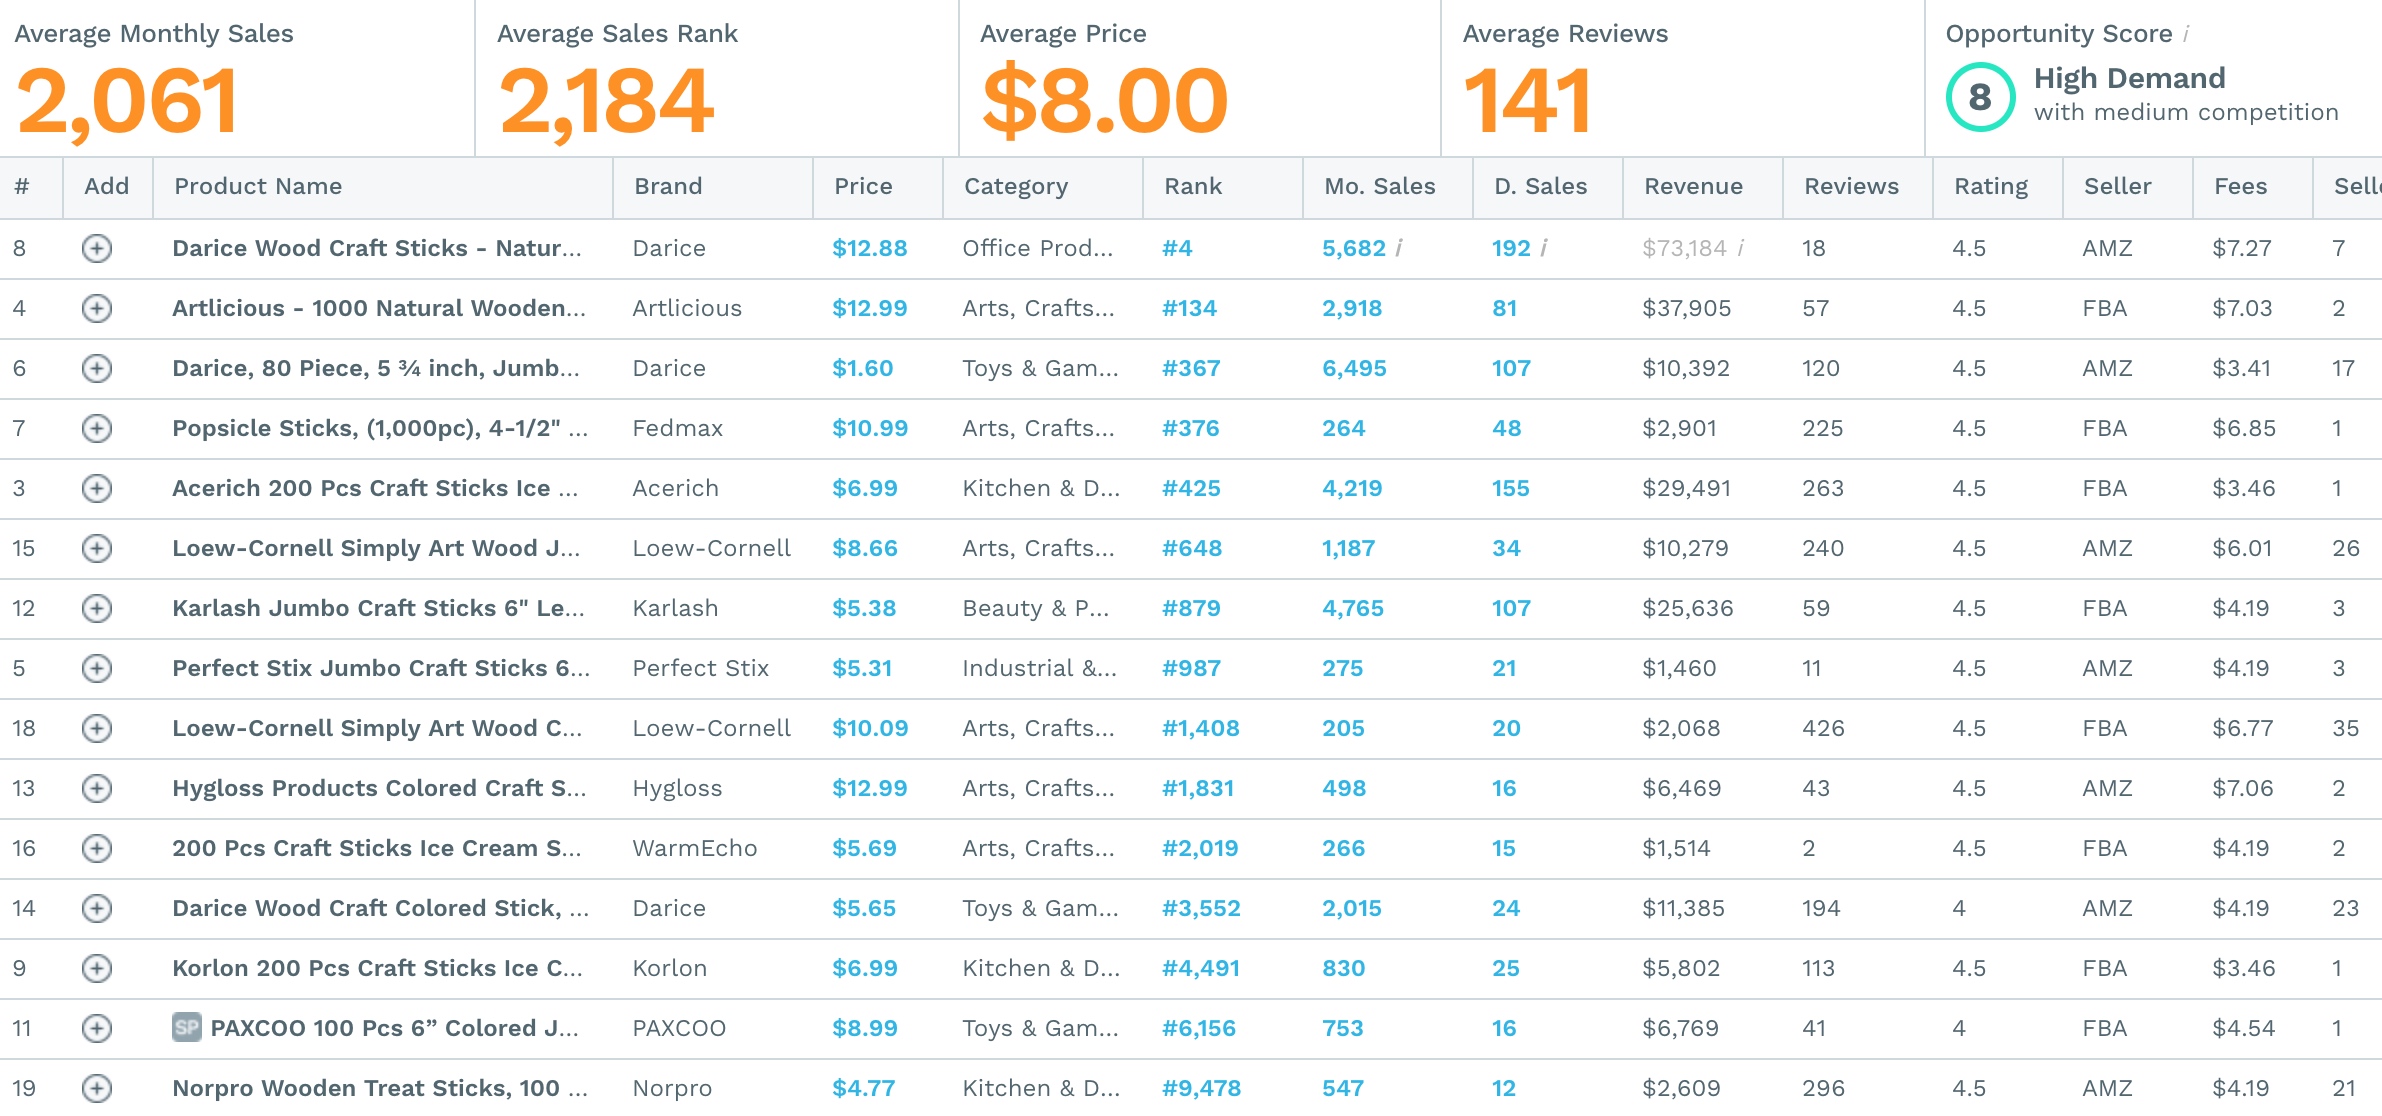 Average Monthly Sales Average Sales Rank Average Price Average Reviews Opportunity Score i
2,061 2,184 $8.00 141 8 High Demand
with medium competition
# Add Product Name Brand Price Category Rank Mo. Sales D. Sales Revenue Reviews Rating Seller Fees Selle
8 Darice Wood Craft Sticks - Natur... Darice $12.88 Office Prod... #4 5,682 i 192 i $73,184 i 18 4.5 AMZ $7.27 7
4 Artlicious - 1000 Natural Wooden... Artlicious $12.99 Arts, Crafts... #134 2,918 81 $37,905 57 4.5 FBA $7.03 2
6 Darice, 80 Piece, 5 ¾ inch, Jumb... Darice $1.60 Toys & Gam... #367 6,495 107 $10,392 120 4.5 AMZ $3.41 17
7 Popsicle Sticks, (1,000pc), 4-1/2" ... Fedmax $10.99 Arts, Crafts... #376 264 48 $2,901 225 4.5 FBA $6.85 1
3 Acerich 200 Pcs Craft Sticks Ice ... Acerich $6.99 Kitchen & D... #425 4,219 155 $29,491 263 4.5 FBA $3.46 1
15 Loew-Cornell Simply Art Wood J... Loew-Cornell $8.66 Arts, Crafts... #648 1,187 34 $10,279 240 4.5 AMZ $6.01 26
12 Karlash Jumbo Craft Sticks 6" Le... Karlash $5.38 Beauty & P... #879 4,765 107 $25,636 59 4.5 FBA $4.19 3
5 Perfect Stix Jumbo Craft Sticks 6... Perfect Stix $5.31 Industrial &... #987 275 21 $1,460 11 4.5 AMZ $4.19 3
18 Loew-Cornell Simply Art Wood C... Loew-Cornell $10.09 Arts, Crafts... #1,408 205 20 $2,068 426 4.5 FBA $6.77 35
13 Hygloss Products Colored Craft S... Hygloss $12.99 Arts, Crafts... #1,831 498 16 $6,469 43 4.5 AMZ $7.06 2
16 200 Pcs Craft Sticks Ice Cream S... WarmEcho $5.69 Arts, Crafts... #2,019 266 15 $1,514 2 4.5 FBA $4.19 2
14 Darice Wood Craft Colored Stick, ... Darice $5.65 Toys & Gam... #3,552 2,015 24 $11,385 194 4 AMZ $4.19 23
9 Korlon 200 Pcs Craft Sticks Ice C... Korlon $6.99 Kitchen & D... #4,491 830 25 $5,802 113 4.5 FBA $3.46 1
11 SP PAXCOO 100 Pcs 6” Colored J... PAXCOO $8.99 Toys & Gam... #6,156 753 16 $6,769 41 4 FBA $4.54 1
19 Norpro Wooden Treat Sticks, 100 ... Norpro $4.77 Kitchen & D... #9,478 547 12 $2,609 296 4.5 AMZ $4.19 21